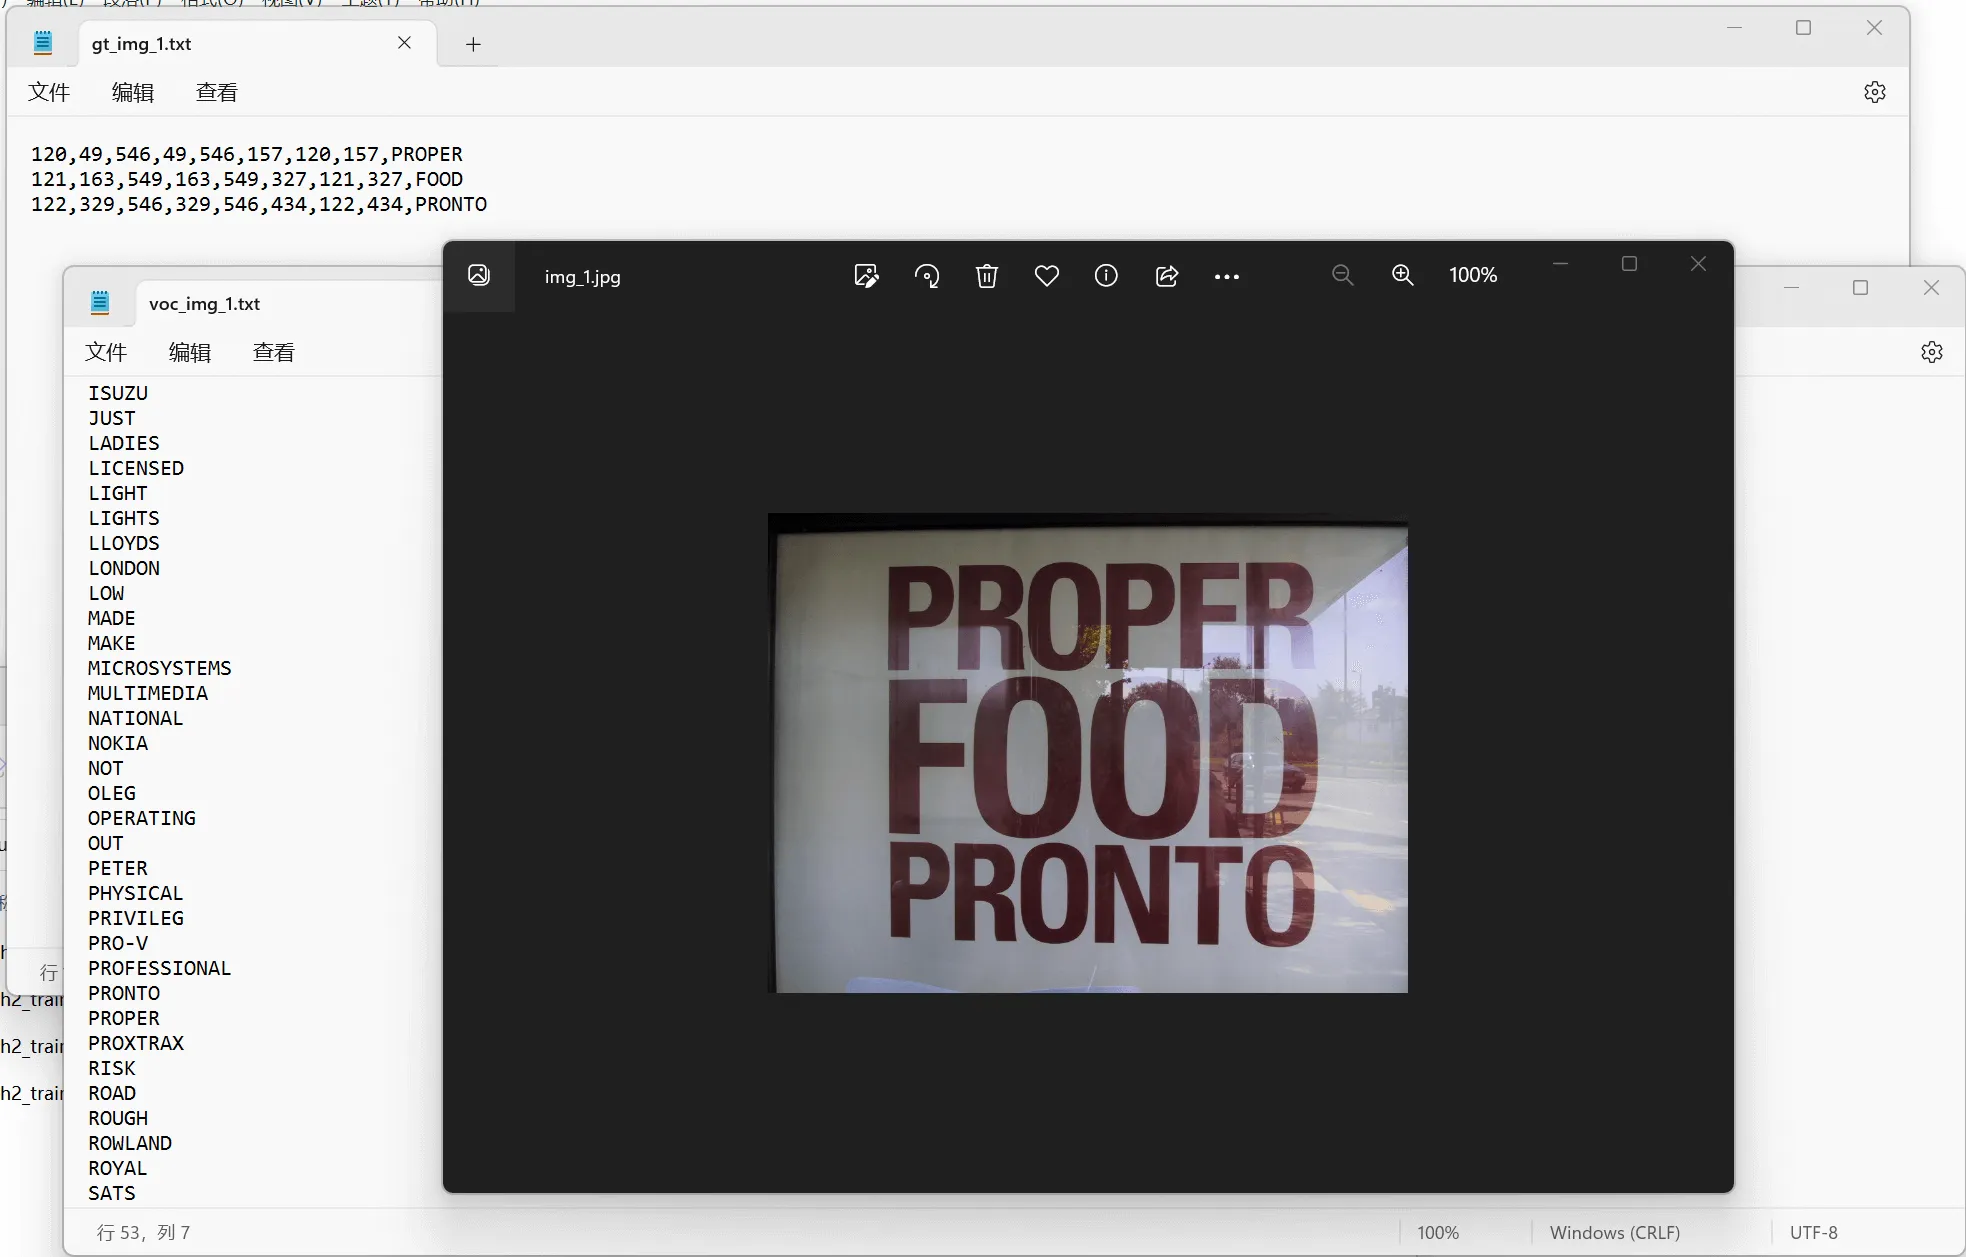 gt_img_1.txt
文件 编辑 查看
120,49,546,49,546,157,120,157,PROPER
121,163,549,163,549,327,121,327,FOOD
122,329,546,329,546,434,122,434,PRONTO
voc_img_1.txt
文件 编辑 查看
ISUZU
JUST
LADIES
LICENSED
LIGHT
LIGHTS
LLOYDS
LONDON
LOW
MADE
MAKE
MICROSYSTEMS
MULTIMEDIA
NATIONAL
NOKIA
NOT
OLEG
OPERATING
OUT
PETER
PHYSICAL
PRIVILEG
PRO-V
PROFESSIONAL
PRONTO
PROPER
PROXTRAX
RISK
ROAD
ROUGH
ROWLAND
ROYAL
SATS
行 53，列 7
100%
Windows (CRLF)
UTF-8
img_1.jpg
100%
PROPER
FOOD
PRONTO
行
h2_train
h2_train
h2_train